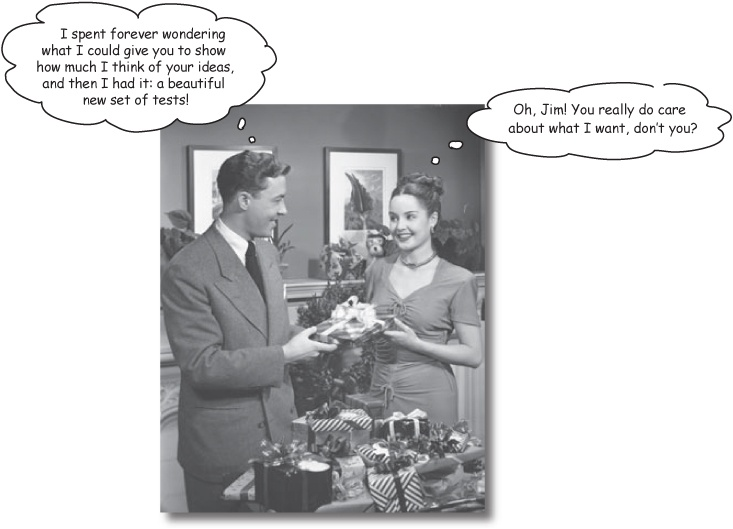 I spent forever wondering
what I could give you to show
how much I think of your ideas,
and then I had it: a beautiful
new set of tests!
Oh, Jim! You really do care
about what I want, don't you?